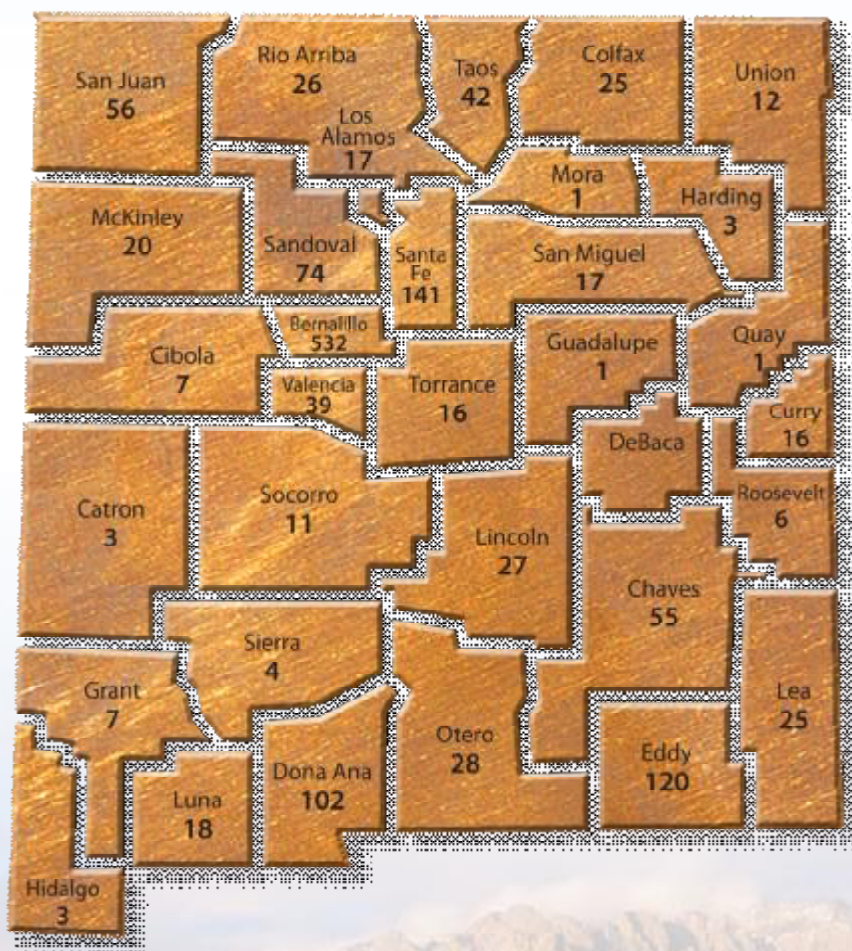 San Juan
56
Rio Arriba
26
Los
Alamos
17
Taos
42
Colfax
25
Union
12
McKinley
20
Sandoval
74
Santa
Fe
141
Mora
1
Harding
3
San Miguel
17
Cibola
7
Bernalillo
532
Valencia
39
Torrance
16
Guadalupe
1
Quay
1
Curry
16
DeBaca
Roosevelt
6
Catron
3
Socorro
11
Lincoln
27
Chaves
55
Sierra
4
Grant
7
Lea
25
Otero
28
Eddy
120
Dona Ana
102
Luna
18
Hidalgo
3